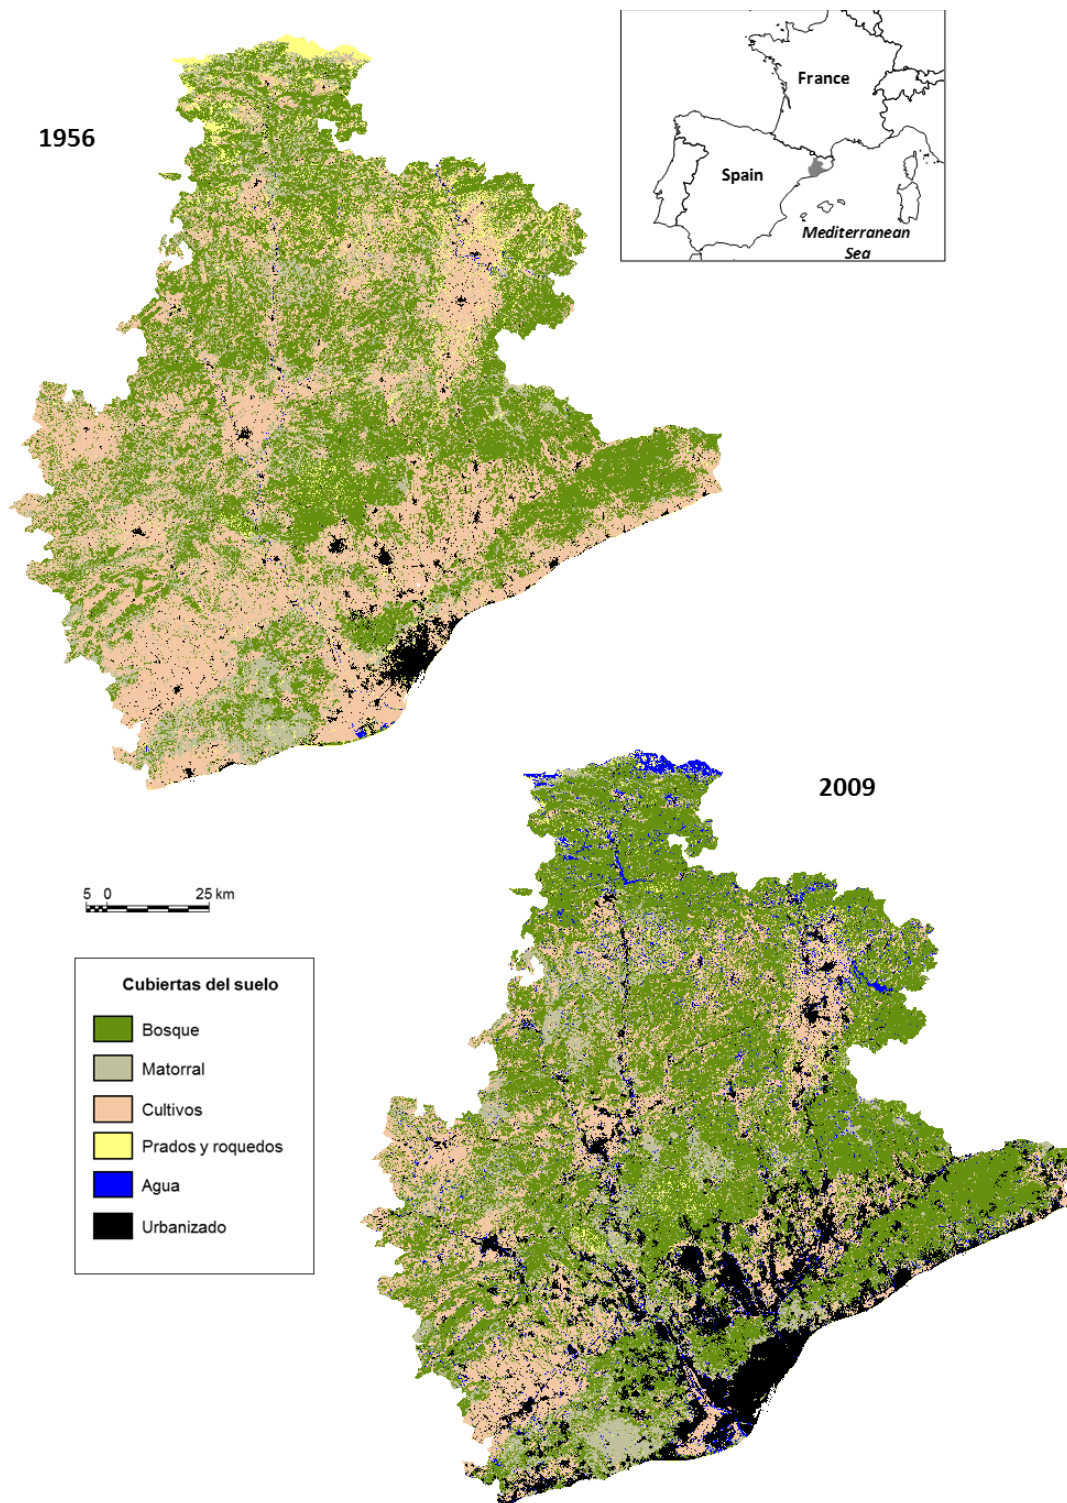 1956
France
Spain
Mediterranean
Sea
2009
5 0 25 km
Cubiertas del suelo
Bosque
Matorral
Cultivos
Prados y roquedos
Agua
Urbanizado